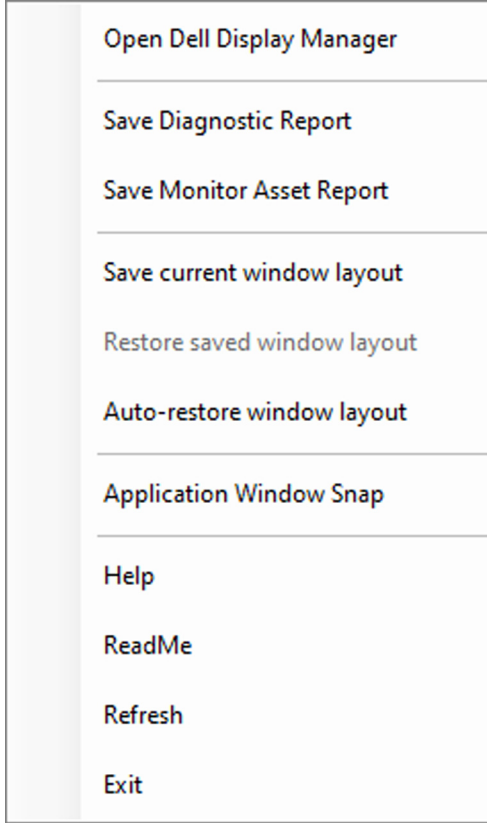 Open Dell Display Manager
Save Diagnostic Report
Save Monitor Asset Report
Save current window layout
Restore saved window layout
Auto-restore window layout
Application Window Snap
Help
ReadMe
Refresh
Exit